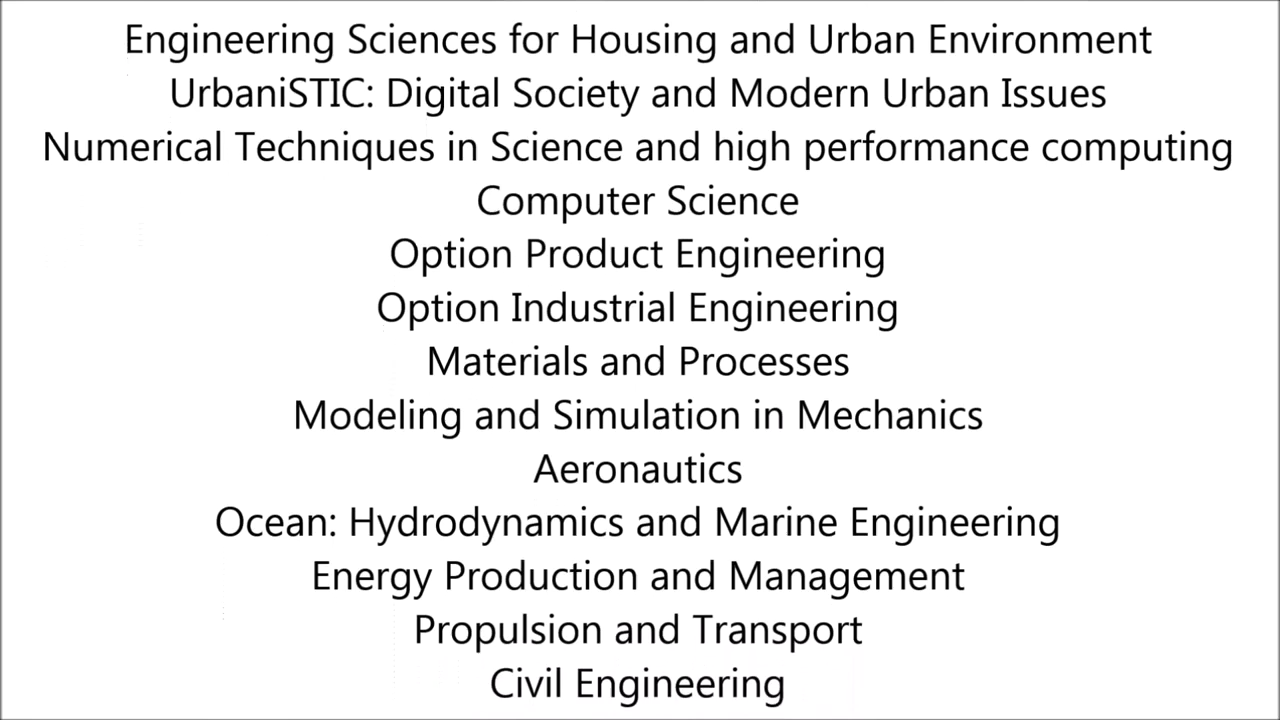 Engineering Sciences for Housing and Urban Environment
UrbaniSTIC: Digital Society and Modern Urban Issues
Numerical Techniques in Science and high performance computing
Computer Science
Option Product Engineering
Option Industrial Engineering
Materials and Processes
Modeling and Simulation in Mechanics
Aeronautics
Ocean: Hydrodynamics and Marine Engineering
Energy Production and Management
Propulsion and Transport
Civil Engineering